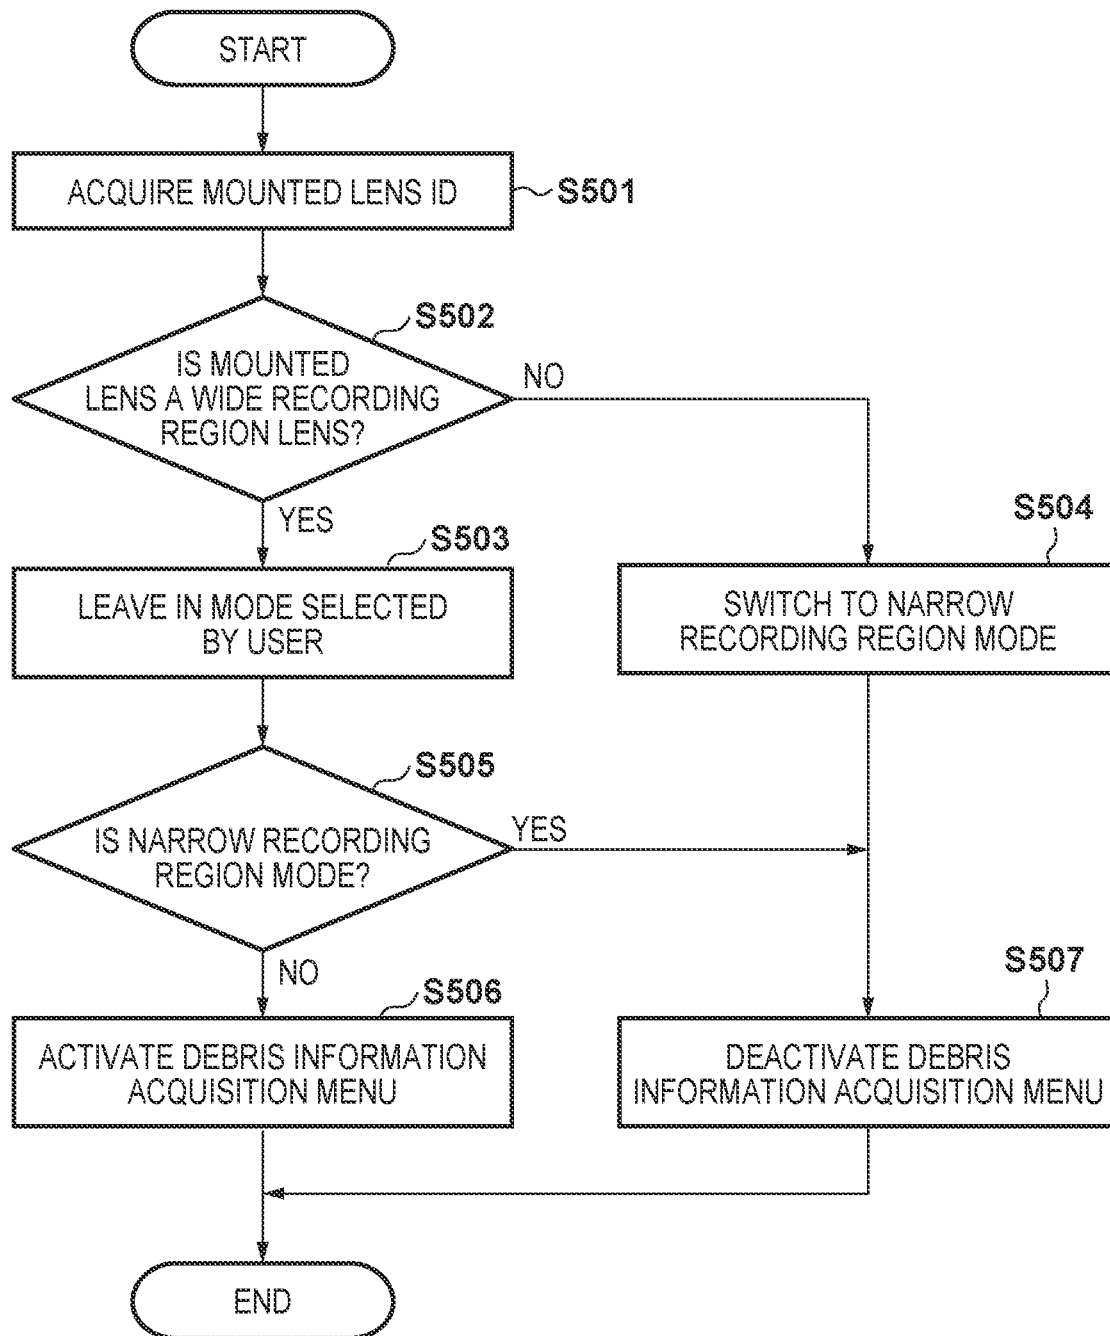 START
ACQUIRE MOUNTED LENS ID
S501
S502
IS MOUNTED
LENS A WIDE RECORDING
REGION LENS?
NO
YES
S503
LEAVE IN MODE SELECTED
BY USER
S504
SWITCH TO NARROW
RECORDING REGION MODE
S505
IS NARROW RECORDING
REGION MODE?
YES
NO
S506
ACTIVATE DEBRIS INFORMATION
ACQUISITION MENU
S507
DEACTIVATE DEBRIS
INFORMATION ACQUISITION MENU
END